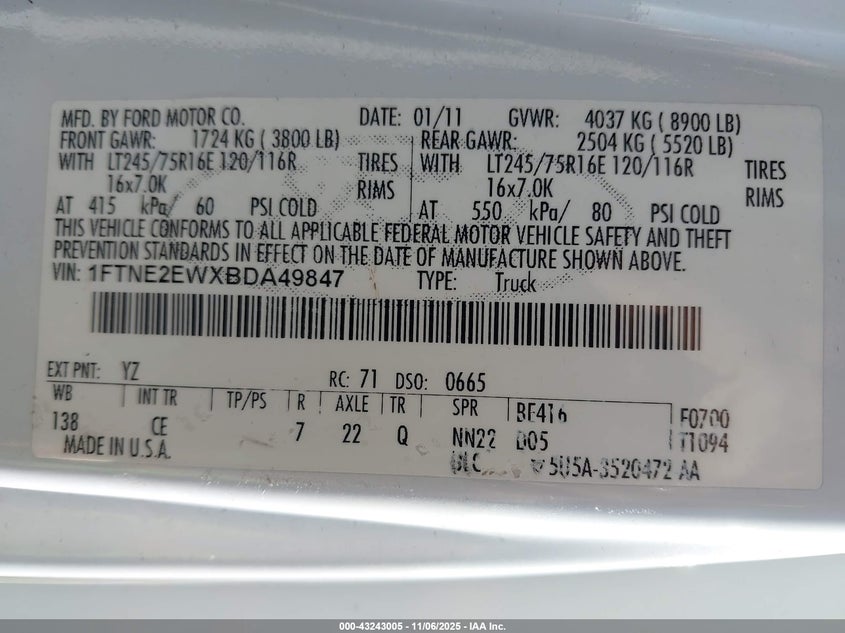 MFD. BY FORD MOTOR CO. DATE: 01/11 GVWR: 4037 KG ( 8900 LB)
FRONT GAWR: 1724 KG ( 3800 LB) REAR GAWR: 2504 KG ( 5520 LB)
WITH LT245/75R16E 120/116R TIRES WITH LT245/75R16E 120/116R TIRES
16x7.0K RIMS 16x7.0K RIMS
AT 415 kPa/ 60 PSI COLD AT 550 kPa/ 80 PSI COLD
THIS VEHICLE CONFORMS TO ALL APPLICABLE FEDERAL MOTOR VEHICLE SAFETY AND THEFT
PREVENTION STANDARDS IN EFFECT ON THE DATE OF MANUFACTURE SHOWN ABOVE.
VIN: 1FTNE2EWXBDA49847 TYPE: Truck
EXT PNT: YZ RC: 71 DSO: 0665
WB INT TR TP/PS R AXLE TR SPR BF416 F0700
138 CE 7 22 Q NN22 D05 T1094
MADE IN U.S.A. 5U5A-3520472 AA
000-43243005 - 11/06/2025 - IAA Inc.